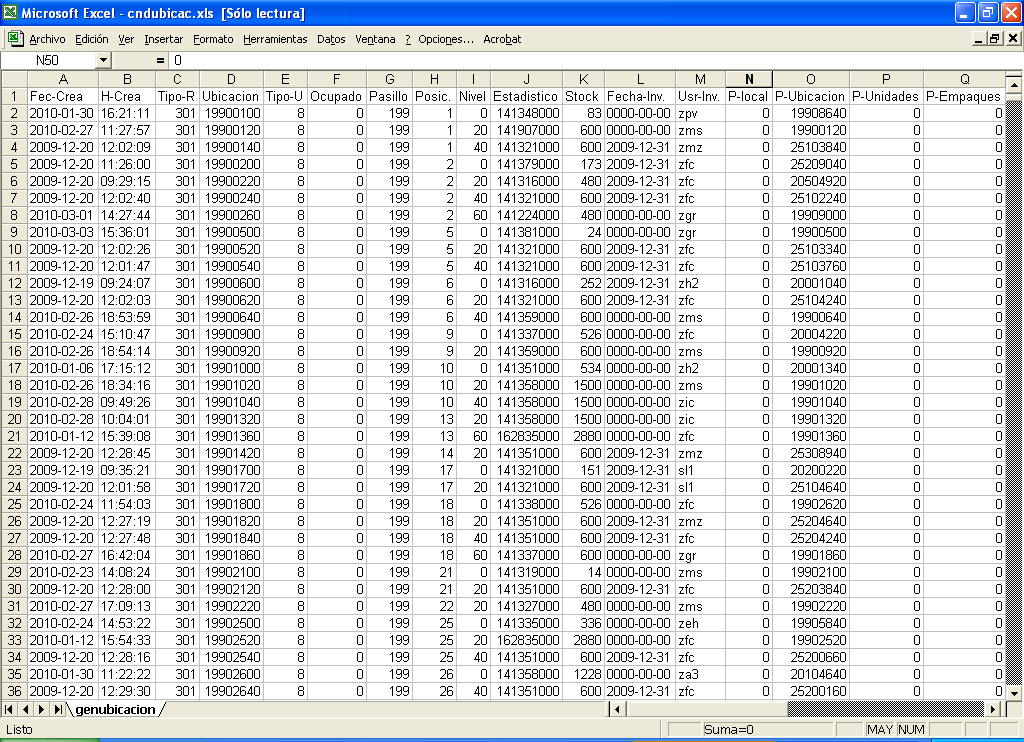 Microsoft Excel - cndubicac.xls [Sólo lectura]
Archivo Edición Ver Insertar Formato Herramientas Datos Ventana ? Opciones... Acrobat
N50 = 0
A B C D E F G H I J K L M N O P Q
1 Fec-Crea H-Crea Tipo-R Ubicacion Tipo-U Ocupado Pasillo Posic. Nivel Estadistico Stock Fecha-Inv. Usr-Inv. P-local P-Ubicacion P-Unidades P-Empaques
2 2010-01-30 16:21:11 301 19900100 8 0 199 1 0 141348000 83 0000-00-00 zpv 0 19908640 0 0
3 2010-02-27 11:27:57 301 19900120 8 0 199 1 20 141907000 600 0000-00-00 zms 0 19900120 0 0
4 2009-12-20 12:02:09 301 19900140 8 0 199 1 40 141321000 600 2009-12-31 zmz 0 25103840 0 0
5 2009-12-20 11:26:00 301 19900200 8 0 199 2 0 141379000 173 2009-12-31 zfc 0 25209040 0 0
6 2009-12-20 09:29:15 301 19900220 8 0 199 2 20 141316000 480 2009-12-31 zfc 0 20504920 0 0
7 2009-12-20 12:02:40 301 19900240 8 0 199 2 40 141321000 600 2009-12-31 zfc 0 25102240 0 0
8 2010-03-01 14:27:44 301 19900260 8 0 199 2 60 141224000 480 0000-00-00 zgr 0 19909000 0 0
9 2010-03-03 15:36:01 301 19900500 8 0 199 5 0 141381000 24 0000-00-00 zgr 0 19900500 0 0
10 2009-12-20 12:02:26 301 19900520 8 0 199 5 20 141321000 600 2009-12-31 zfc 0 25103340 0 0
11 2009-12-20 12:01:47 301 19900540 8 0 199 5 40 141321000 600 2009-12-31 zfc 0 25103760 0 0
12 2009-12-19 09:24:07 301 19900600 8 0 199 6 0 141316000 252 2009-12-31 zh2 0 20001040 0 0
13 2009-12-20 12:02:03 301 19900620 8 0 199 6 20 141321000 600 2009-12-31 zfc 0 25104240 0 0
14 2010-02-26 18:53:59 301 19900640 8 0 199 6 40 141359000 600 0000-00-00 zms 0 19900640 0 0
15 2010-02-24 15:10:47 301 19900900 8 0 199 9 0 141337000 526 0000-00-00 zfc 0 20004220 0 0
16 2010-02-26 18:54:14 301 19900920 8 0 199 9 20 141359000 600 0000-00-00 zms 0 19900920 0 0
17 2010-01-06 17:15:12 301 19901000 8 0 199 10 0 141351000 534 0000-00-00 zh2 0 20001340 0 0
18 2010-02-26 18:34:16 301 19901020 8 0 199 10 20 141358000 1500 0000-00-00 zms 0 19901020 0 0
19 2010-02-28 09:49:26 301 19901040 8 0 199 10 40 141358000 1500 0000-00-00 zic 0 19901040 0 0
20 2010-02-28 10:04:01 301 19901320 8 0 199 13 20 141358000 1500 0000-00-00 zic 0 19901320 0 0
21 2010-01-12 15:39:08 301 19901360 8 0 199 13 60 162835000 2880 0000-00-00 zfc 0 19901360 0 0
22 2009-12-20 12:28:45 301 19901420 8 0 199 14 20 141351000 600 2009-12-31 zmz 0 25308940 0 0
23 2009-12-19 09:35:21 301 19901700 8 0 199 17 0 141321000 151 2009-12-31 sl1 0 20200220 0 0
24 2009-12-20 12:01:58 301 19901720 8 0 199 17 20 141321000 600 2009-12-31 sl1 0 25104640 0 0
25 2010-02-24 11:54:03 301 19901800 8 0 199 18 0 141338000 526 0000-00-00 zfc 0 19902620 0 0
26 2009-12-20 12:27:19 301 19901820 8 0 199 18 20 141351000 600 2009-12-31 zmz 0 25204640 0 0
27 2009-12-20 12:27:48 301 19901840 8 0 199 18 40 141351000 600 2009-12-31 zfc 0 25204240 0 0
28 2010-02-27 16:42:04 301 19901860 8 0 199 18 60 141337000 600 0000-00-00 zgr 0 19901860 0 0
29 2010-02-23 14:08:24 301 19902100 8 0 199 21 0 141319000 14 0000-00-00 zms 0 19902100 0 0
30 2009-12-20 12:28:00 301 19902120 8 0 199 21 20 141351000 600 2009-12-31 zfc 0 25203840 0 0
31 2010-02-27 17:09:13 301 19902220 8 0 199 22 20 141327000 480 0000-00-00 zms 0 19902220 0 0
32 2010-02-24 14:53:22 301 19902500 8 0 199 25 0 141335000 336 0000-00-00 zeh 0 19905840 0 0
33 2010-01-12 15:54:33 301 19902520 8 0 199 25 20 162835000 2880 0000-00-00 zfc 0 19902520 0 0
34 2009-12-20 12:28:16 301 19902540 8 0 199 25 40 141351000 600 2009-12-31 zfc 0 25200660 0 0
35 2010-01-30 11:22:22 301 19902600 8 0 199 26 0 141358000 1228 0000-00-00 za3 0 20104640 0 0
36 2009-12-20 12:29:30 301 19902640 8 0 199 26 40 141351000 600 2009-12-31 zfc 0 25200160 0 0
genubicacion
Listo Suma=0 MAY NUM